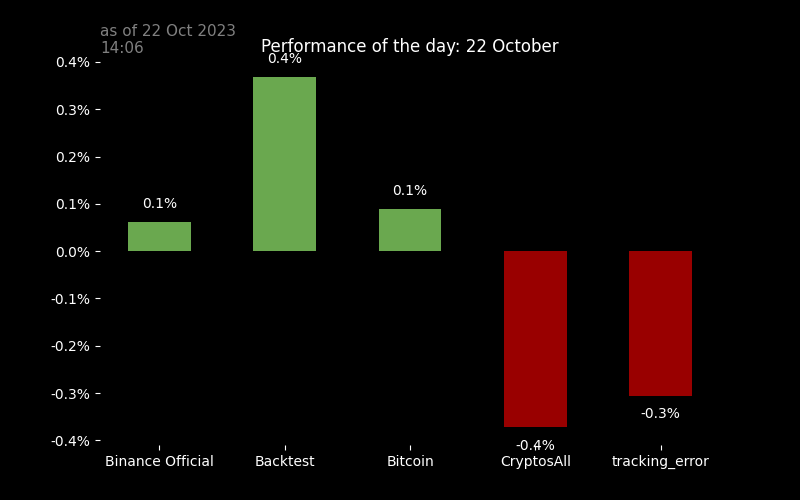 as of 22 Oct 2023
14:06
Performance of the day: 22 October
0.4%
0.3%
0.2%
0.1%
0.0%
-0.1%
-0.2%
-0.3%
-0.4%
0.1%
0.4%
0.1%
-0.4%
-0.3%
Binance Official
Backtest
Bitcoin
CryptosAll
tracking_error